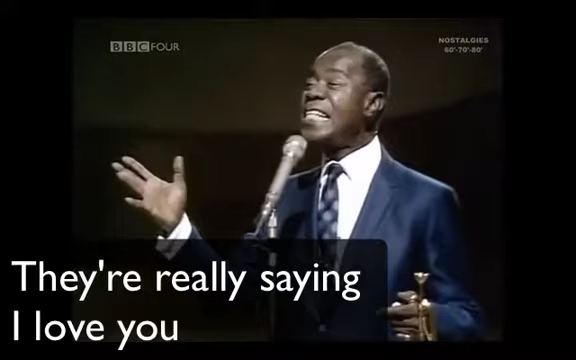 BBC FOUR
NOSTALGIES
60'-70'-80'
They're really saying
I love you